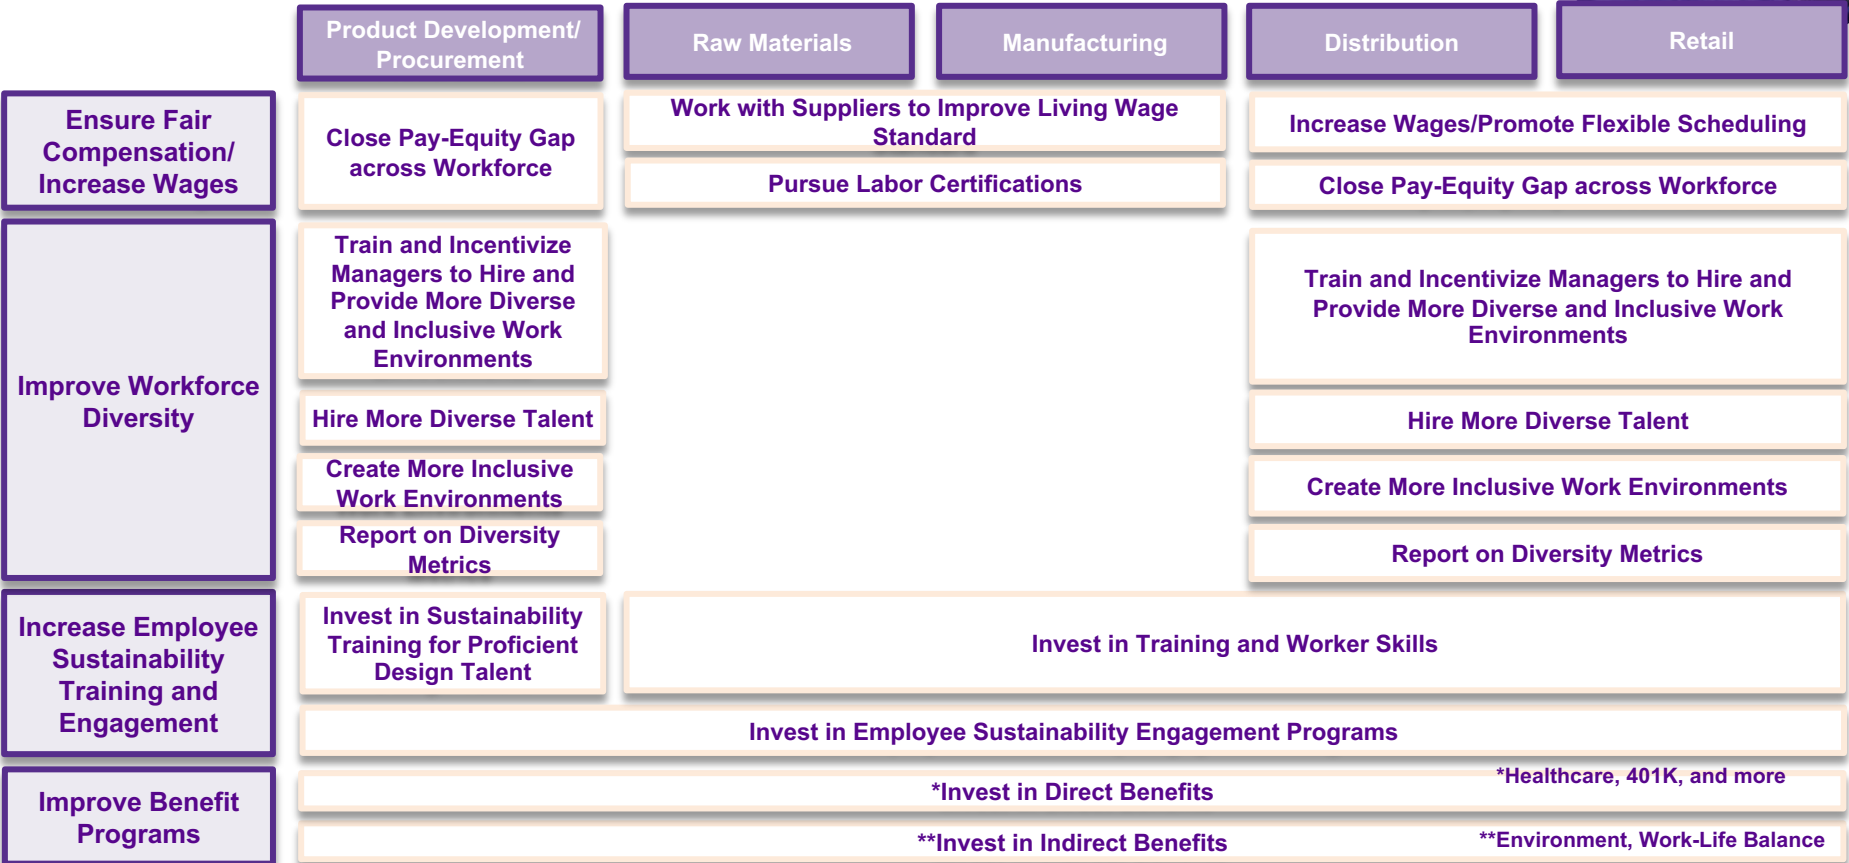 Product Development/
Procurement
Raw Materials
Manufacturing
Distribution
Retail
Ensure Fair
Compensation/
Increase Wages
Close Pay-Equity Gap
across Workforce
Work with Suppliers to Improve Living Wage
Standard
Pursue Labor Certifications
Increase Wages/Promote Flexible Scheduling
Close Pay-Equity Gap across Workforce
Improve Workforce
Diversity
Train and Incentivize
Managers to Hire and
Provide More Diverse
and Inclusive Work
Environments
Train and Incentivize Managers to Hire and
Provide More Diverse and Inclusive Work
Environments
Hire More Diverse Talent
Hire More Diverse Talent
Create More Inclusive
Work Environments
Create More Inclusive Work Environments
Report on Diversity
Metrics
Report on Diversity Metrics
Increase Employee
Sustainability
Training and
Engagement
Invest in Sustainability
Training for Proficient
Design Talent
Invest in Training and Worker Skills
Invest in Employee Sustainability Engagement Programs
Improve Benefit
Programs
*Invest in Direct Benefits
*Healthcare, 401K, and more
**Invest in Indirect Benefits
**Environment, Work-Life Balance